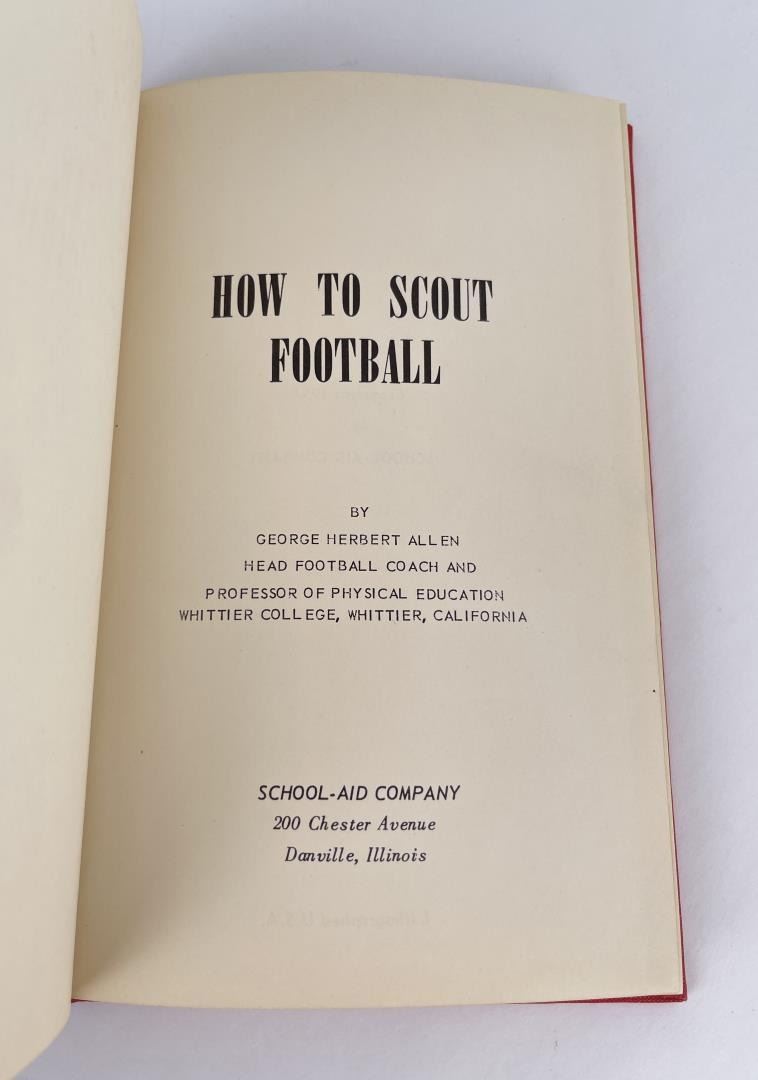 HOW TO SCOUT
FOOTBALL
BY
GEORGE HERBERT ALLEN
HEAD FOOTBALL COACH AND
PROFESSOR OF PHYSICAL EDUCATION
WHITTIER COLLEGE, WHITTIER, CALIFORNIA
SCHOOL-AID COMPANY
200 Chester Avenue
Danville, Illinois